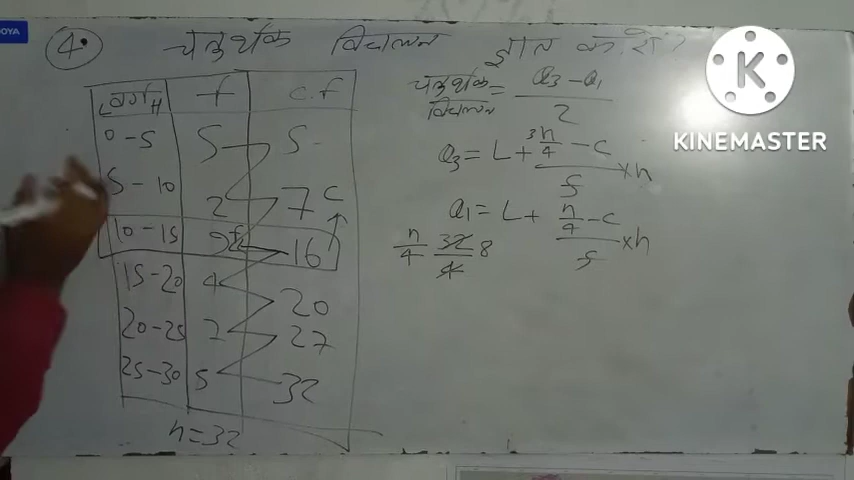 OYA
4. चतुर्थक विचलन ज्ञात करो?
वर्ग f c.f
L H
0-5 5 5
5-10 2 7 C
10-15 9 f 16
15-20 4 20
20-25 7 27
25-30 5 32
n=32
चतुर्थक विचलन = Q3 - Q1 / 2
Q3 = L + 3n/4 - C / f × h
Q1 = L + n/4 - C / f × h
n/4 32/4 8
K
KINEMASTER